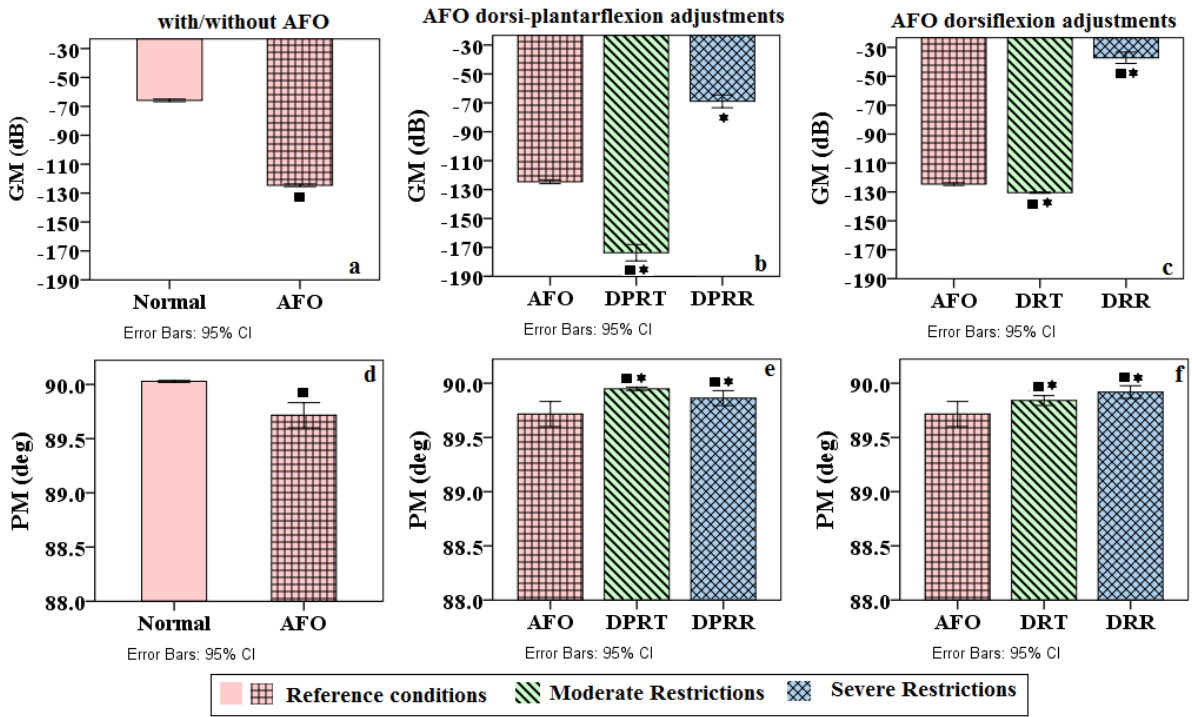 with/without AFO
AFO dorsi-plantarflexion adjustments
AFO dorsiflexion adjustments
GM (dB)
-30
-50
-70
-90
-110
-130
-150
-170
-190
■
a
Normal AFO
Error Bars: 95% CI
GM (dB)
-30
-50
-70
-90
-110
-130
-150
-170
-190
■ *
*
b
AFO DPRT DPRR
Error Bars: 95% CI
GM (dB)
-30
-50
-70
-90
-110
-130
-150
-170
-190
■ *
■ *
c
AFO DRT DRR
Error Bars: 95% CI
PM (deg)
90.0
89.5
89.0
88.5
88.0
■
d
Normal AFO
Error Bars: 95% CI
PM (deg)
90.0
89.5
89.0
88.5
88.0
■ *
■ *
e
AFO DPRT DPRR
Error Bars: 95% CI
PM (deg)
90.0
89.5
89.0
88.5
88.0
■ *
■ *
f
AFO DRT DRR
Error Bars: 95% CI
Reference conditions Moderate Restrictions Severe Restrictions